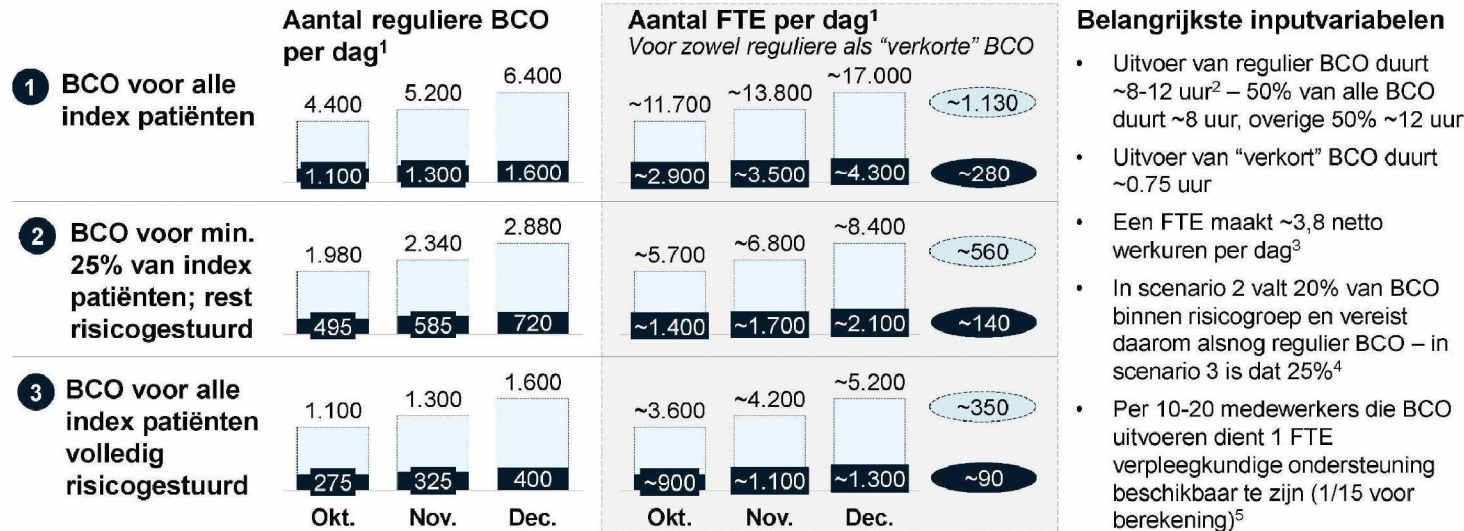 Aantal reguliere BCO
per dag¹
Aantal FTE per dag¹
Voor zowel reguliere als “verkorte” BCO
Belangrijkste inputvariabelen
1 BCO voor alle
index patiënten
4.400
5.200
6.400
1.100
1.300
1.600
~11.700
~13.800
~17.000
~1.130
~2.900
~3.500
~4.300
~280
2 BCO voor min.
25% van index
patiënten; rest
risicogestuurd
1.980
2.340
2.880
495
585
720
~5.700
~6.800
~8.400
~560
~1.400
~1.700
~2.100
~140
3 BCO voor alle
index patiënten
volledig
risicogestuurd
1.100
1.300
1.600
275
325
400
Okt.
Nov.
Dec.
~3.600
~4.200
~5.200
~350
~900
~1.100
~1.300
~90
Okt.
Nov.
Dec.
• Uitvoer van regulier BCO duurt
~8-12 uur² – 50% van alle BCO
duurt ~8 uur, overige 50% ~12 uur
• Uitvoer van “verkort” BCO duurt
~0.75 uur
• Een FTE maakt ~3,8 netto
werkuren per dag³
• In scenario 2 valt 20% van BCO
binnen risicogroep en vereist
daarom alsnog regulier BCO – in
scenario 3 is dat 25%⁴
• Per 10-20 medewerkers die BCO
uitvoeren dient 1 FTE
verpleegkundige ondersteuning
beschikbaar te zijn (1/15 voor
berekening)⁵